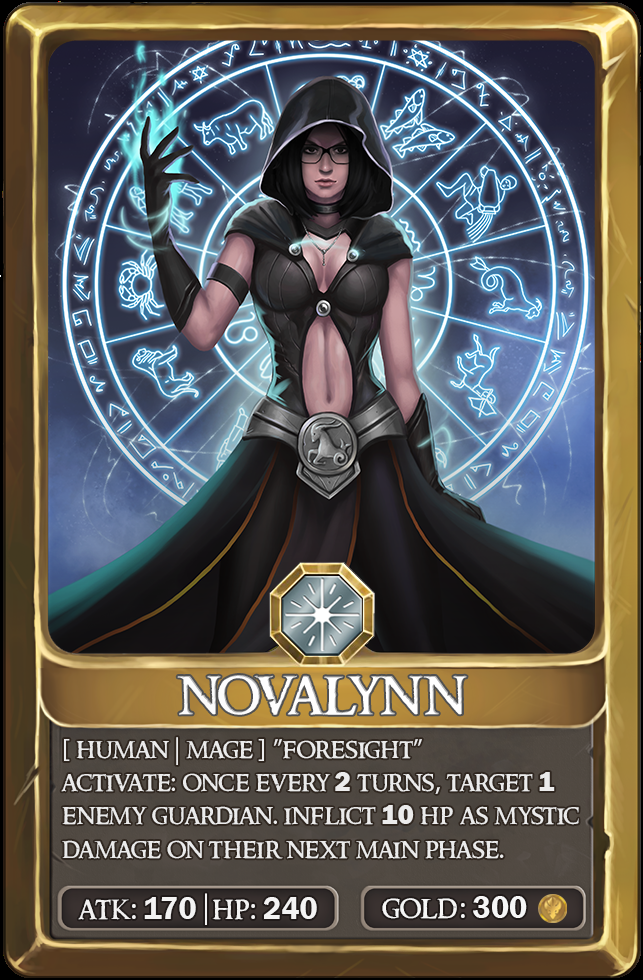 NOVALYNN
[ HUMAN | MAGE ] "FORESIGHT"
ACTIVATE: ONCE EVERY 2 TURNS, TARGET 1
ENEMY GUARDIAN. INFLICT 10 HP AS MYSTIC
DAMAGE ON THEIR NEXT MAIN PHASE.
ATK: 170 | HP: 240
GOLD: 300